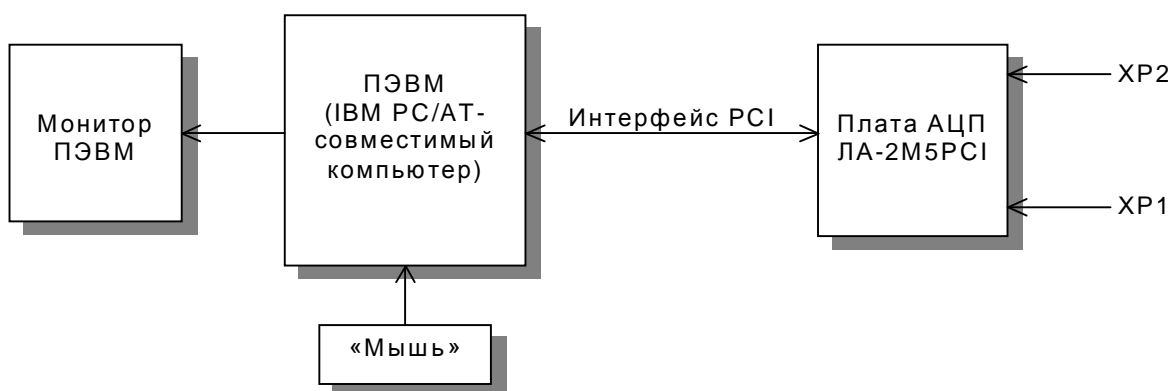 Монитор
ПЭВМ
ПЭВМ
(IBM PC/AT-
совместимый
компьютер)
Интерфейс PCI
Плата АЦП
ЛА-2М5PCI
XP2
XP1
«Мышь»